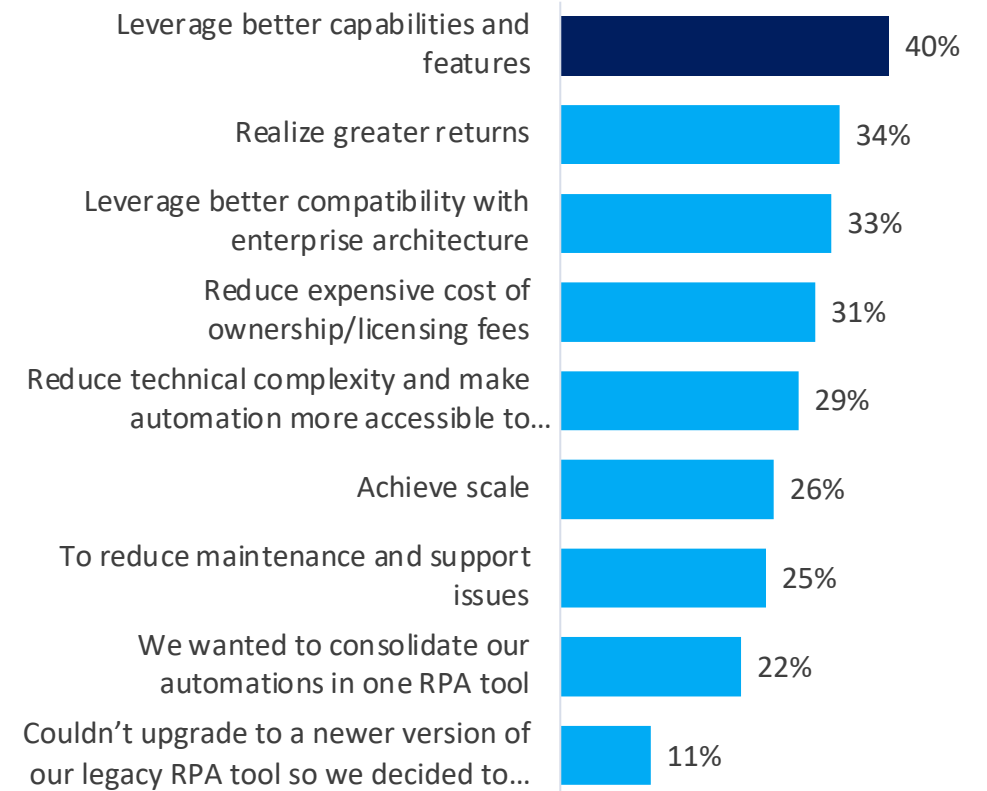 Leverage better capabilities and
features
40%
Realize greater returns
34%
Leverage better compatibility with
enterprise architecture
33%
Reduce expensive cost of
ownership/licensing fees
31%
Reduce technical complexity and make
automation more accessible to...
29%
Achieve scale
26%
To reduce maintenance and support
issues
25%
We wanted to consolidate our
automations in one RPA tool
22%
Couldn’t upgrade to a newer version of
our legacy RPA tool so we decided to...
11%